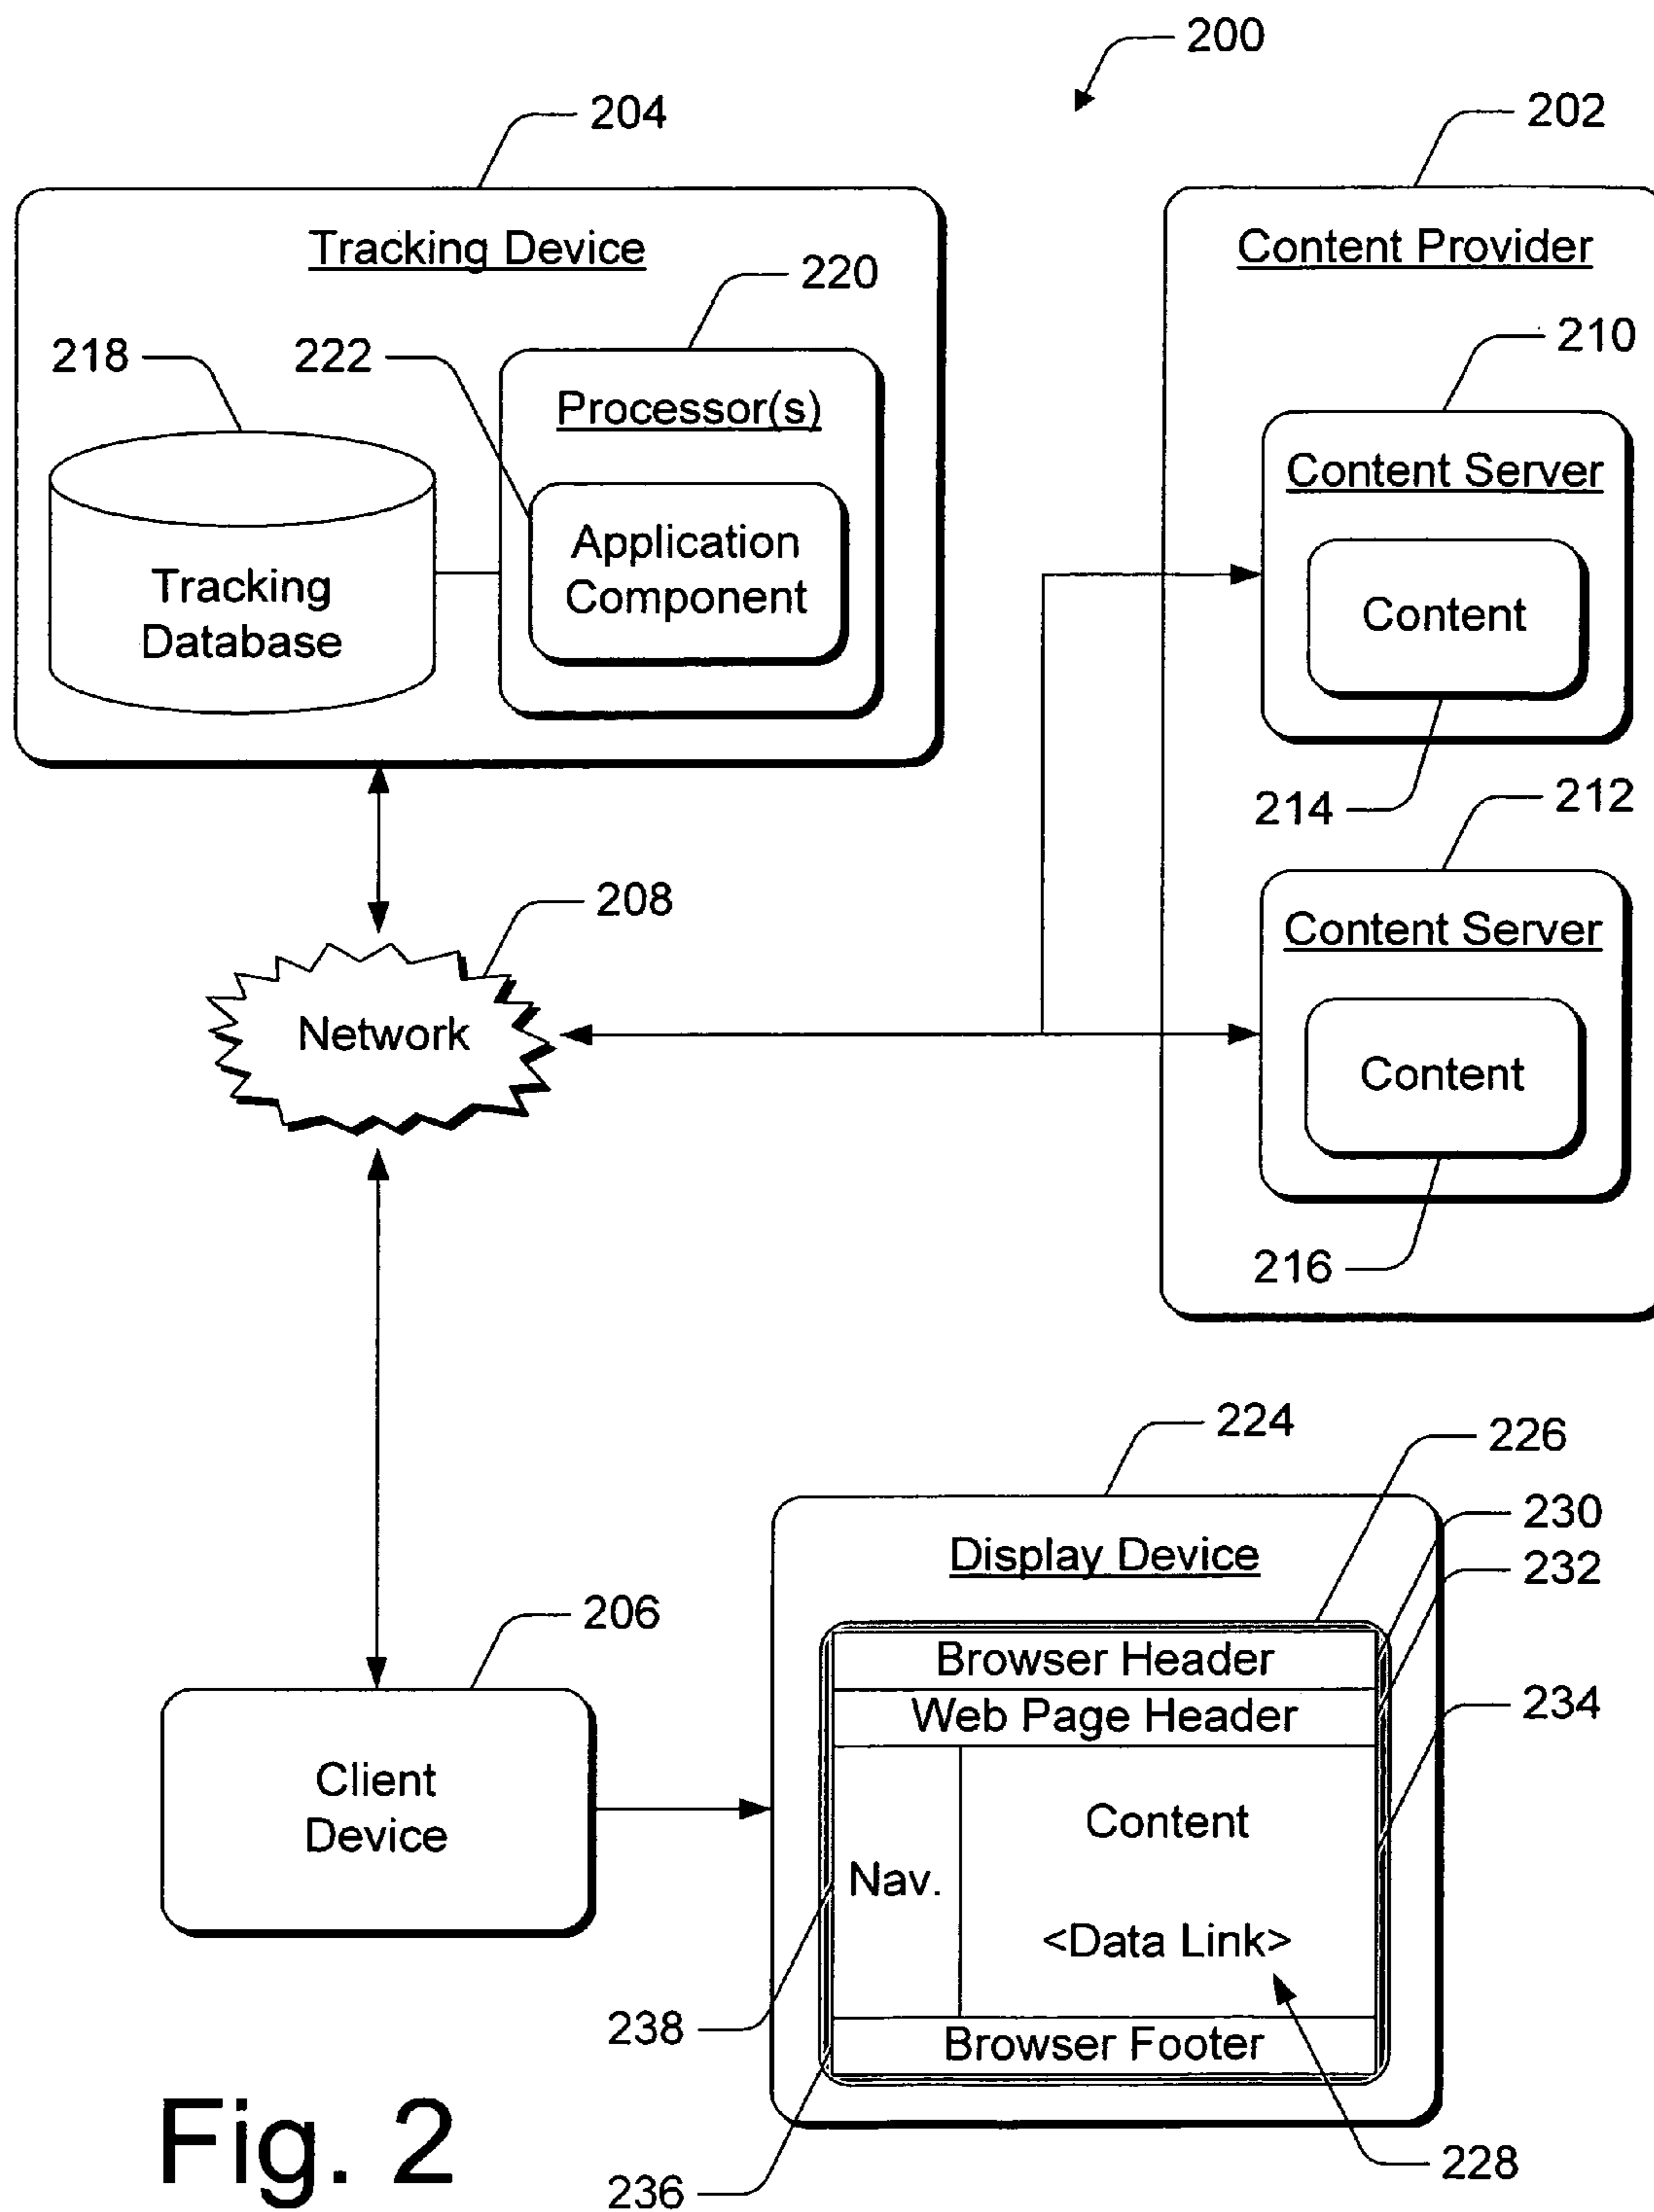 200
204
202
Tracking Device
Content Provider
220
218
222
210
Processor(s)
Content Server
Application
Component
Tracking
Database
Content
214
212
208
Content Server
Network
Content
216
224
226
230
Display Device
232
206
Browser Header
Web Page Header
234
Client
Device
Content
Nav.
<Data Link>
238
Browser Footer
228
236
Fig. 2